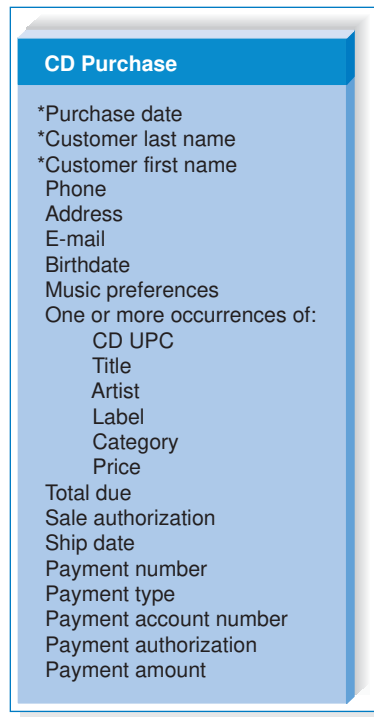 CD Purchase
*Purchase date
*Customer last name
*Customer first name
Phone
Address
E-mail
Birthdate
Music preferences
One or more occurrences of:
CD UPC
Title
Artist
Label
Category
Price
Total due
Sale authorization
Ship date
Payment number
Payment type
Payment account number
Payment authorization
Payment amount